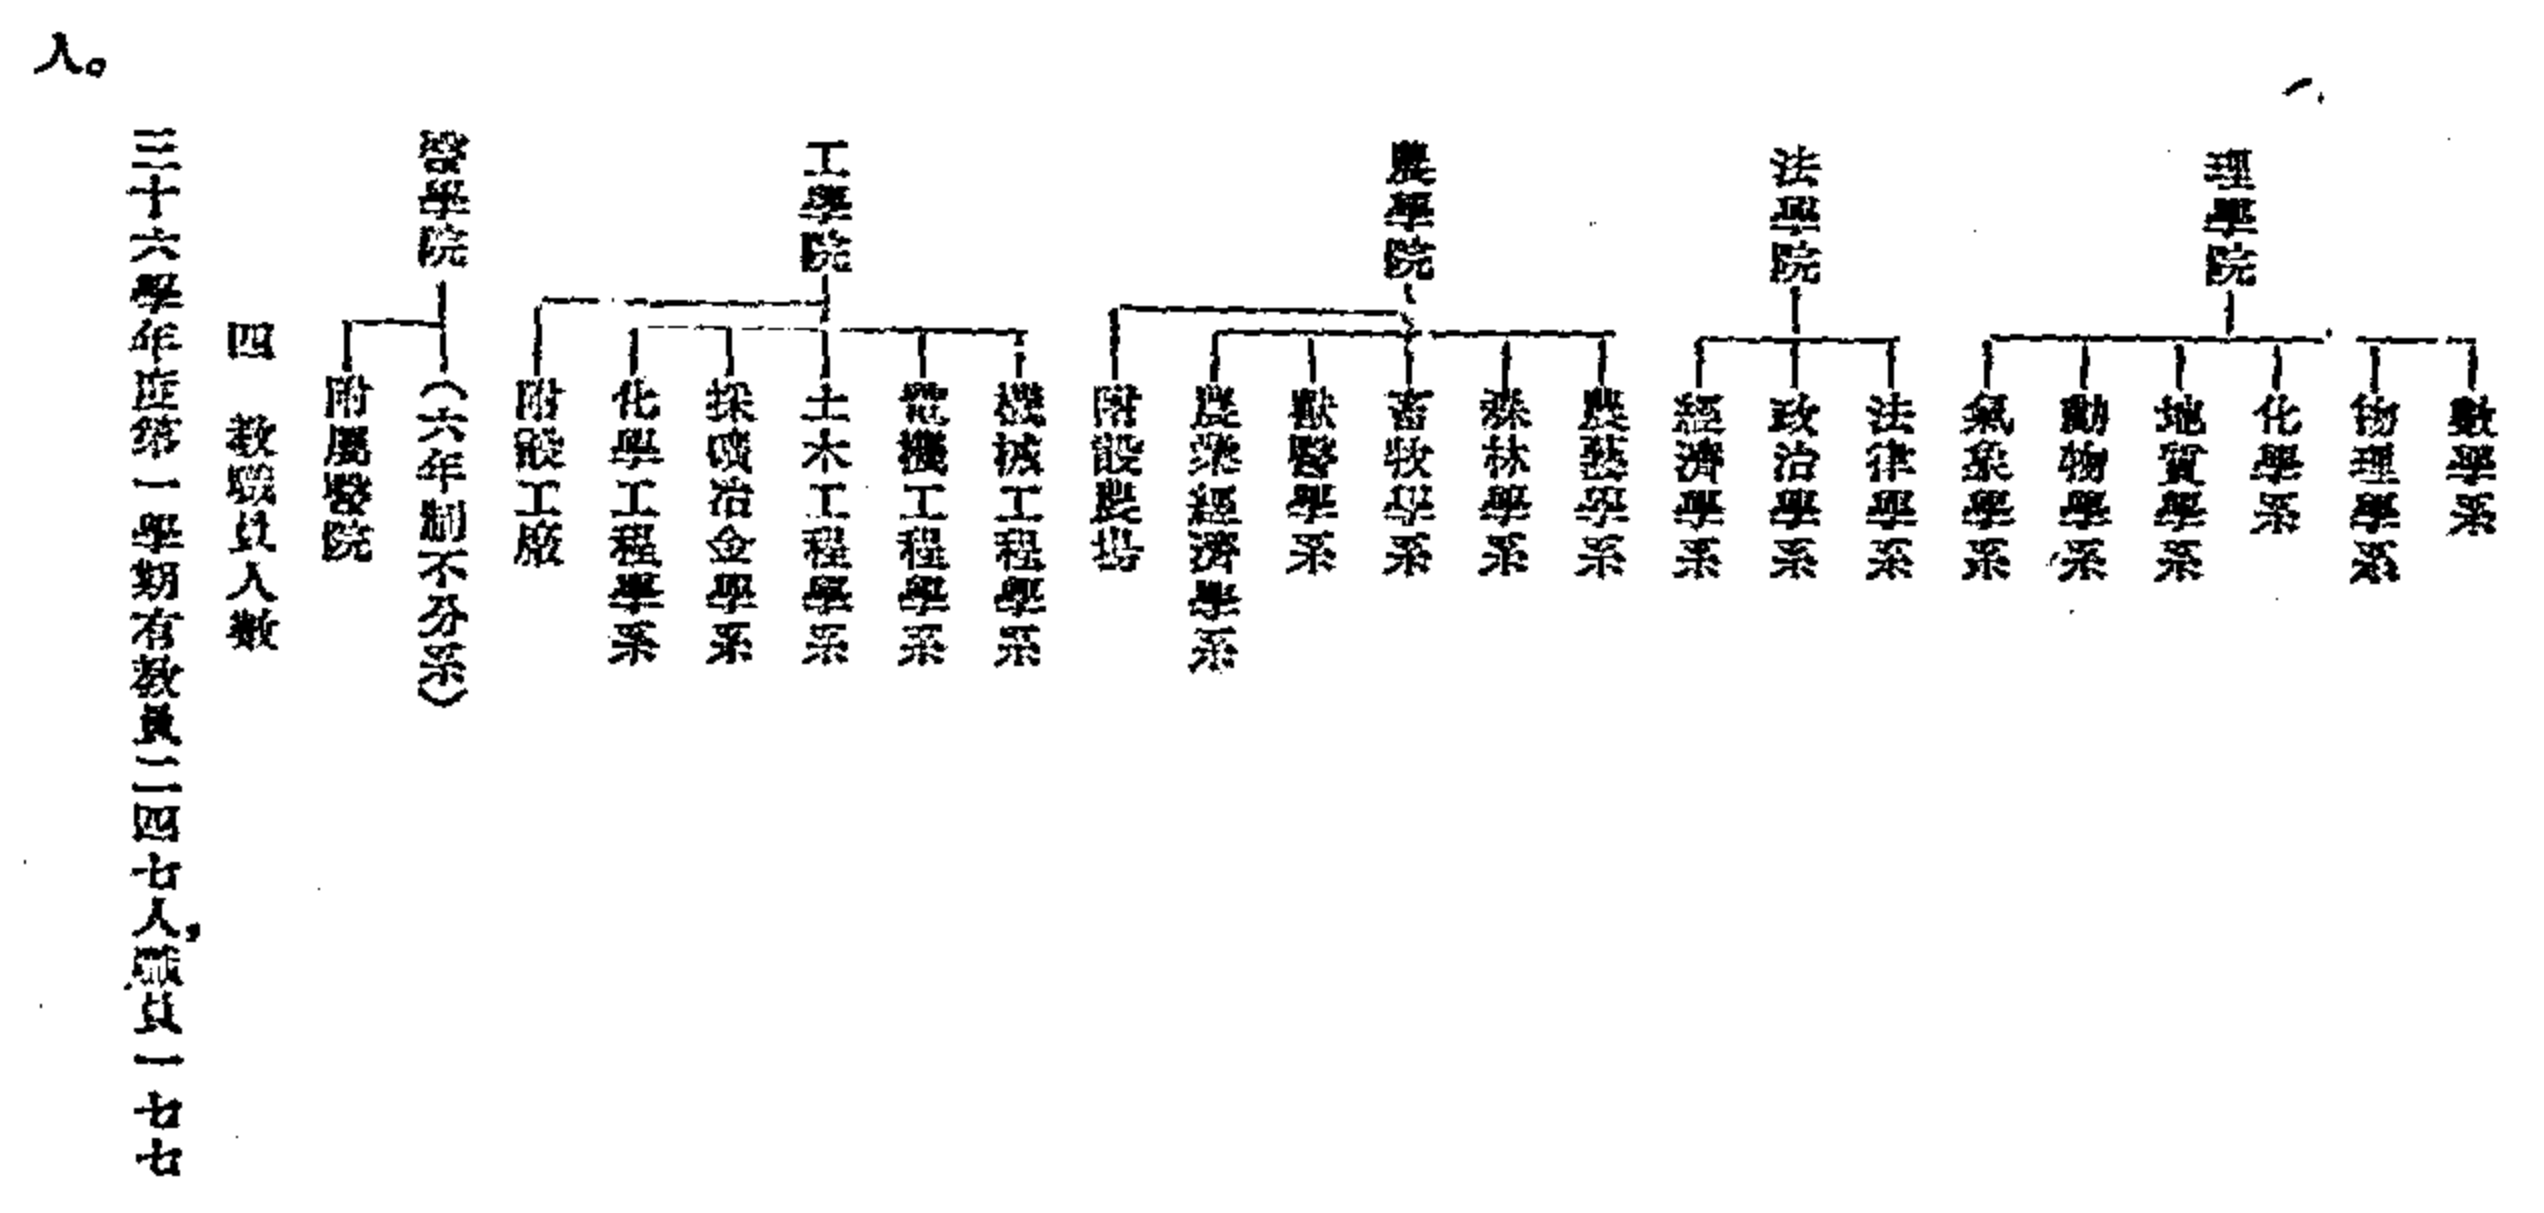 理學院
數學系
物理學系
化學系
地質學系
動物學系
氣象學系
法學院
法律學系
政治學系
經濟學系
農學院
農藝學系
森林學系
畜牧學系
獸醫學系
農業經濟學系
附設農場
工學院
機械工程學系
電機工程學系
土木工程學系
採礦冶金學系
化學工程學系
附設工廠
醫學院
（六年制不分系）
附屬醫院
四　教職員人數
三十六學年度第一學期有教員二四七人，職員一七七
人。